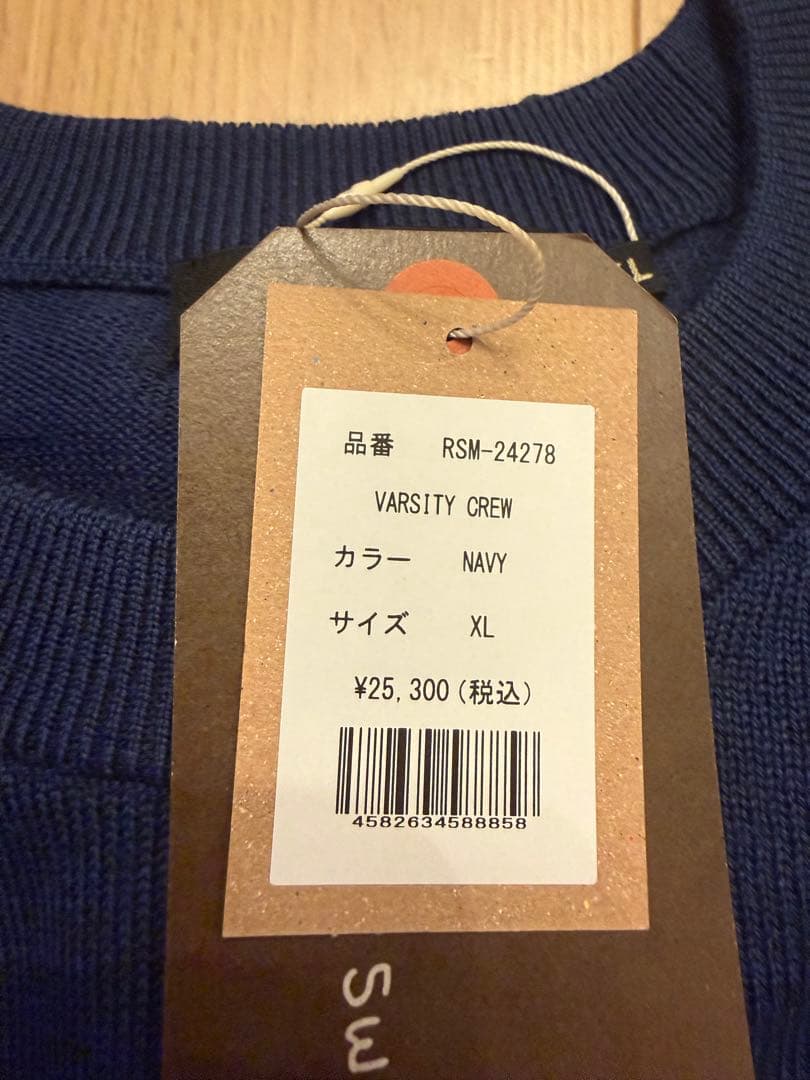 品番 RSM-24278
VARSITY CREW
カラー NAVY
サイズ XL
¥25,300(税込)
4582634588858